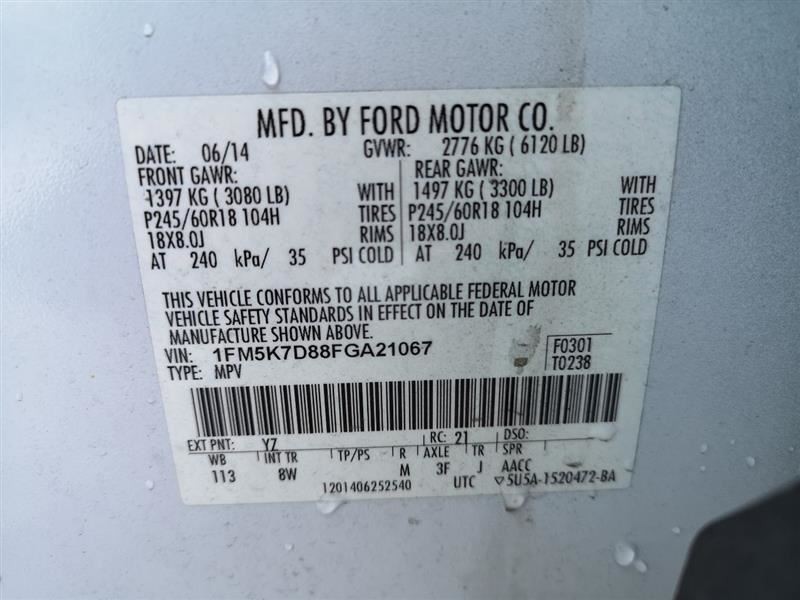 MFD. BY FORD MOTOR CO.
DATE: 06/14 GVWR: 2776 KG ( 6120 LB)
FRONT GAWR: REAR GAWR:
1397 KG ( 3080 LB) WITH 1497 KG ( 3300 LB) WITH
P245/60R18 104H TIRES P245/60R18 104H TIRES
18X8.0J RIMS 18X8.0J RIMS
AT 240 kPa/ 35 PSI COLD AT 240 kPa/ 35 PSI COLD
THIS VEHICLE CONFORMS TO ALL APPLICABLE FEDERAL MOTOR
VEHICLE SAFETY STANDARDS IN EFFECT ON THE DATE OF
MANUFACTURE SHOWN ABOVE.
VIN: 1FM5K7D88FGA21067 F0301
TYPE: MPV T0238
EXT PNT: YZ RC: 21 DSO:
WB INT TR TP/PS R AXLE TR SPR
113 8W M 3F J AACC
1201406252540 UTC ▽5U5A-1520472-BA